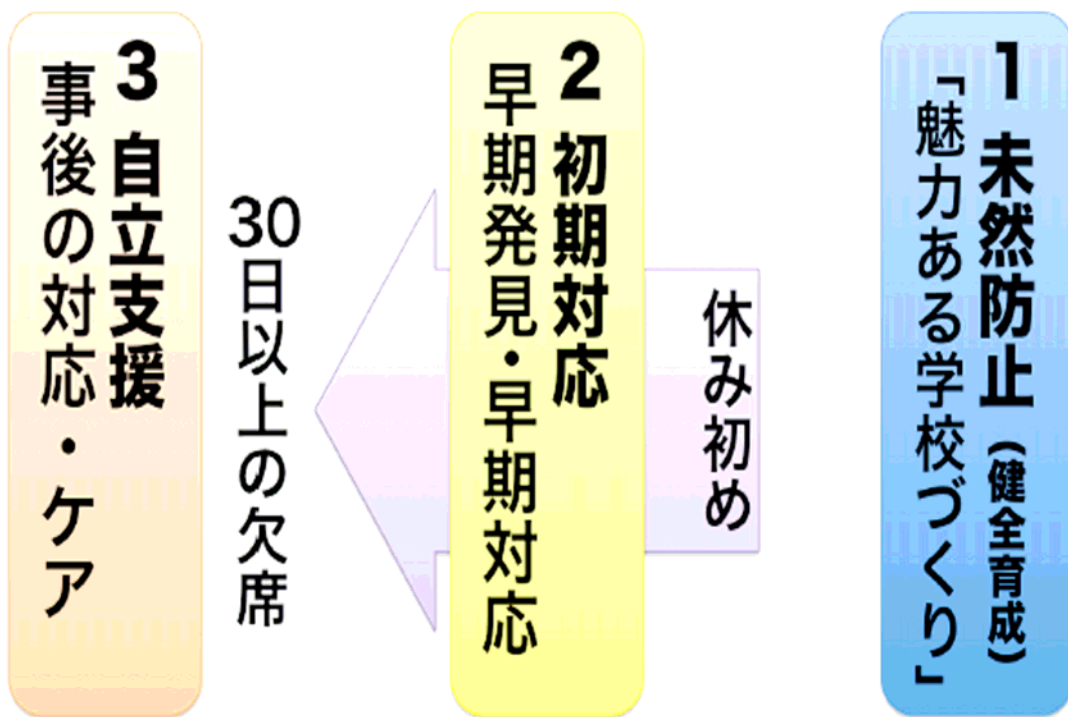 1 未然防止（健全育成）
「魅力ある学校づくり」
休み初め
2 初期対応
早期発見・早期対応
30日以上の欠席
3 自立支援
事後の対応・ケア